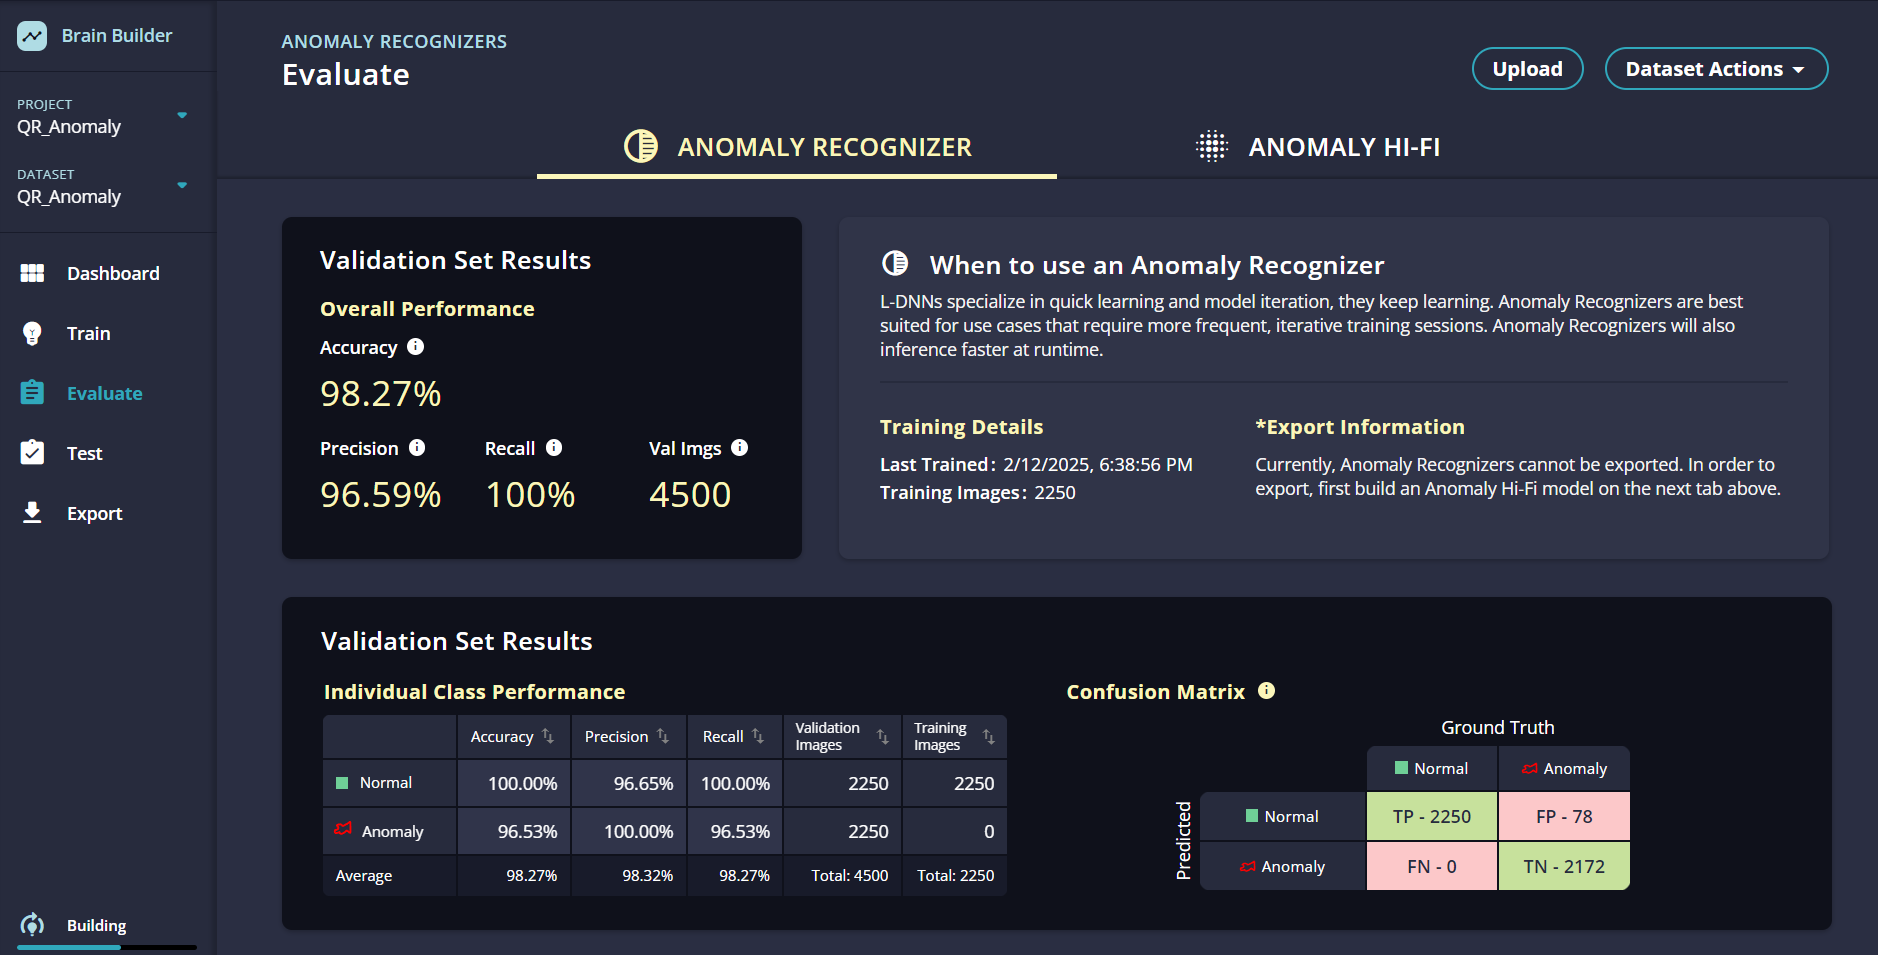 Brain Builder
PROJECT
QR_Anomaly
DATASET
QR_Anomaly
Dashboard
Train
Evaluate
Test
Export
Building
ANOMALY RECOGNIZERS
Evaluate
Upload
Dataset Actions
ANOMALY RECOGNIZER
ANOMALY HI-FI
Validation Set Results
Overall Performance
Accuracy
98.27%
Precision Recall Val Imgs
96.59% 100% 4500
When to use an Anomaly Recognizer
L-DNNs specialize in quick learning and model iteration, they keep learning. Anomaly Recognizers are best
suited for use cases that require more frequent, iterative training sessions. Anomaly Recognizers will also
inference faster at runtime.
Training Details
Last Trained: 2/12/2025, 6:38:56 PM
Training Images: 2250
*Export Information
Currently, Anomaly Recognizers cannot be exported. In order to
export, first build an Anomaly Hi-Fi model on the next tab above.
Validation Set Results
Individual Class Performance
Accuracy Precision Recall Validation Images Training Images
Normal 100.00% 96.65% 100.00% 2250 2250
Anomaly 96.53% 100.00% 96.53% 2250 0
Average 98.27% 98.32% 98.27% Total: 4500 Total: 2250
Confusion Matrix
Ground Truth
Normal Anomaly
Predicted
Normal TP - 2250 FP - 78
Anomaly FN - 0 TN - 2172